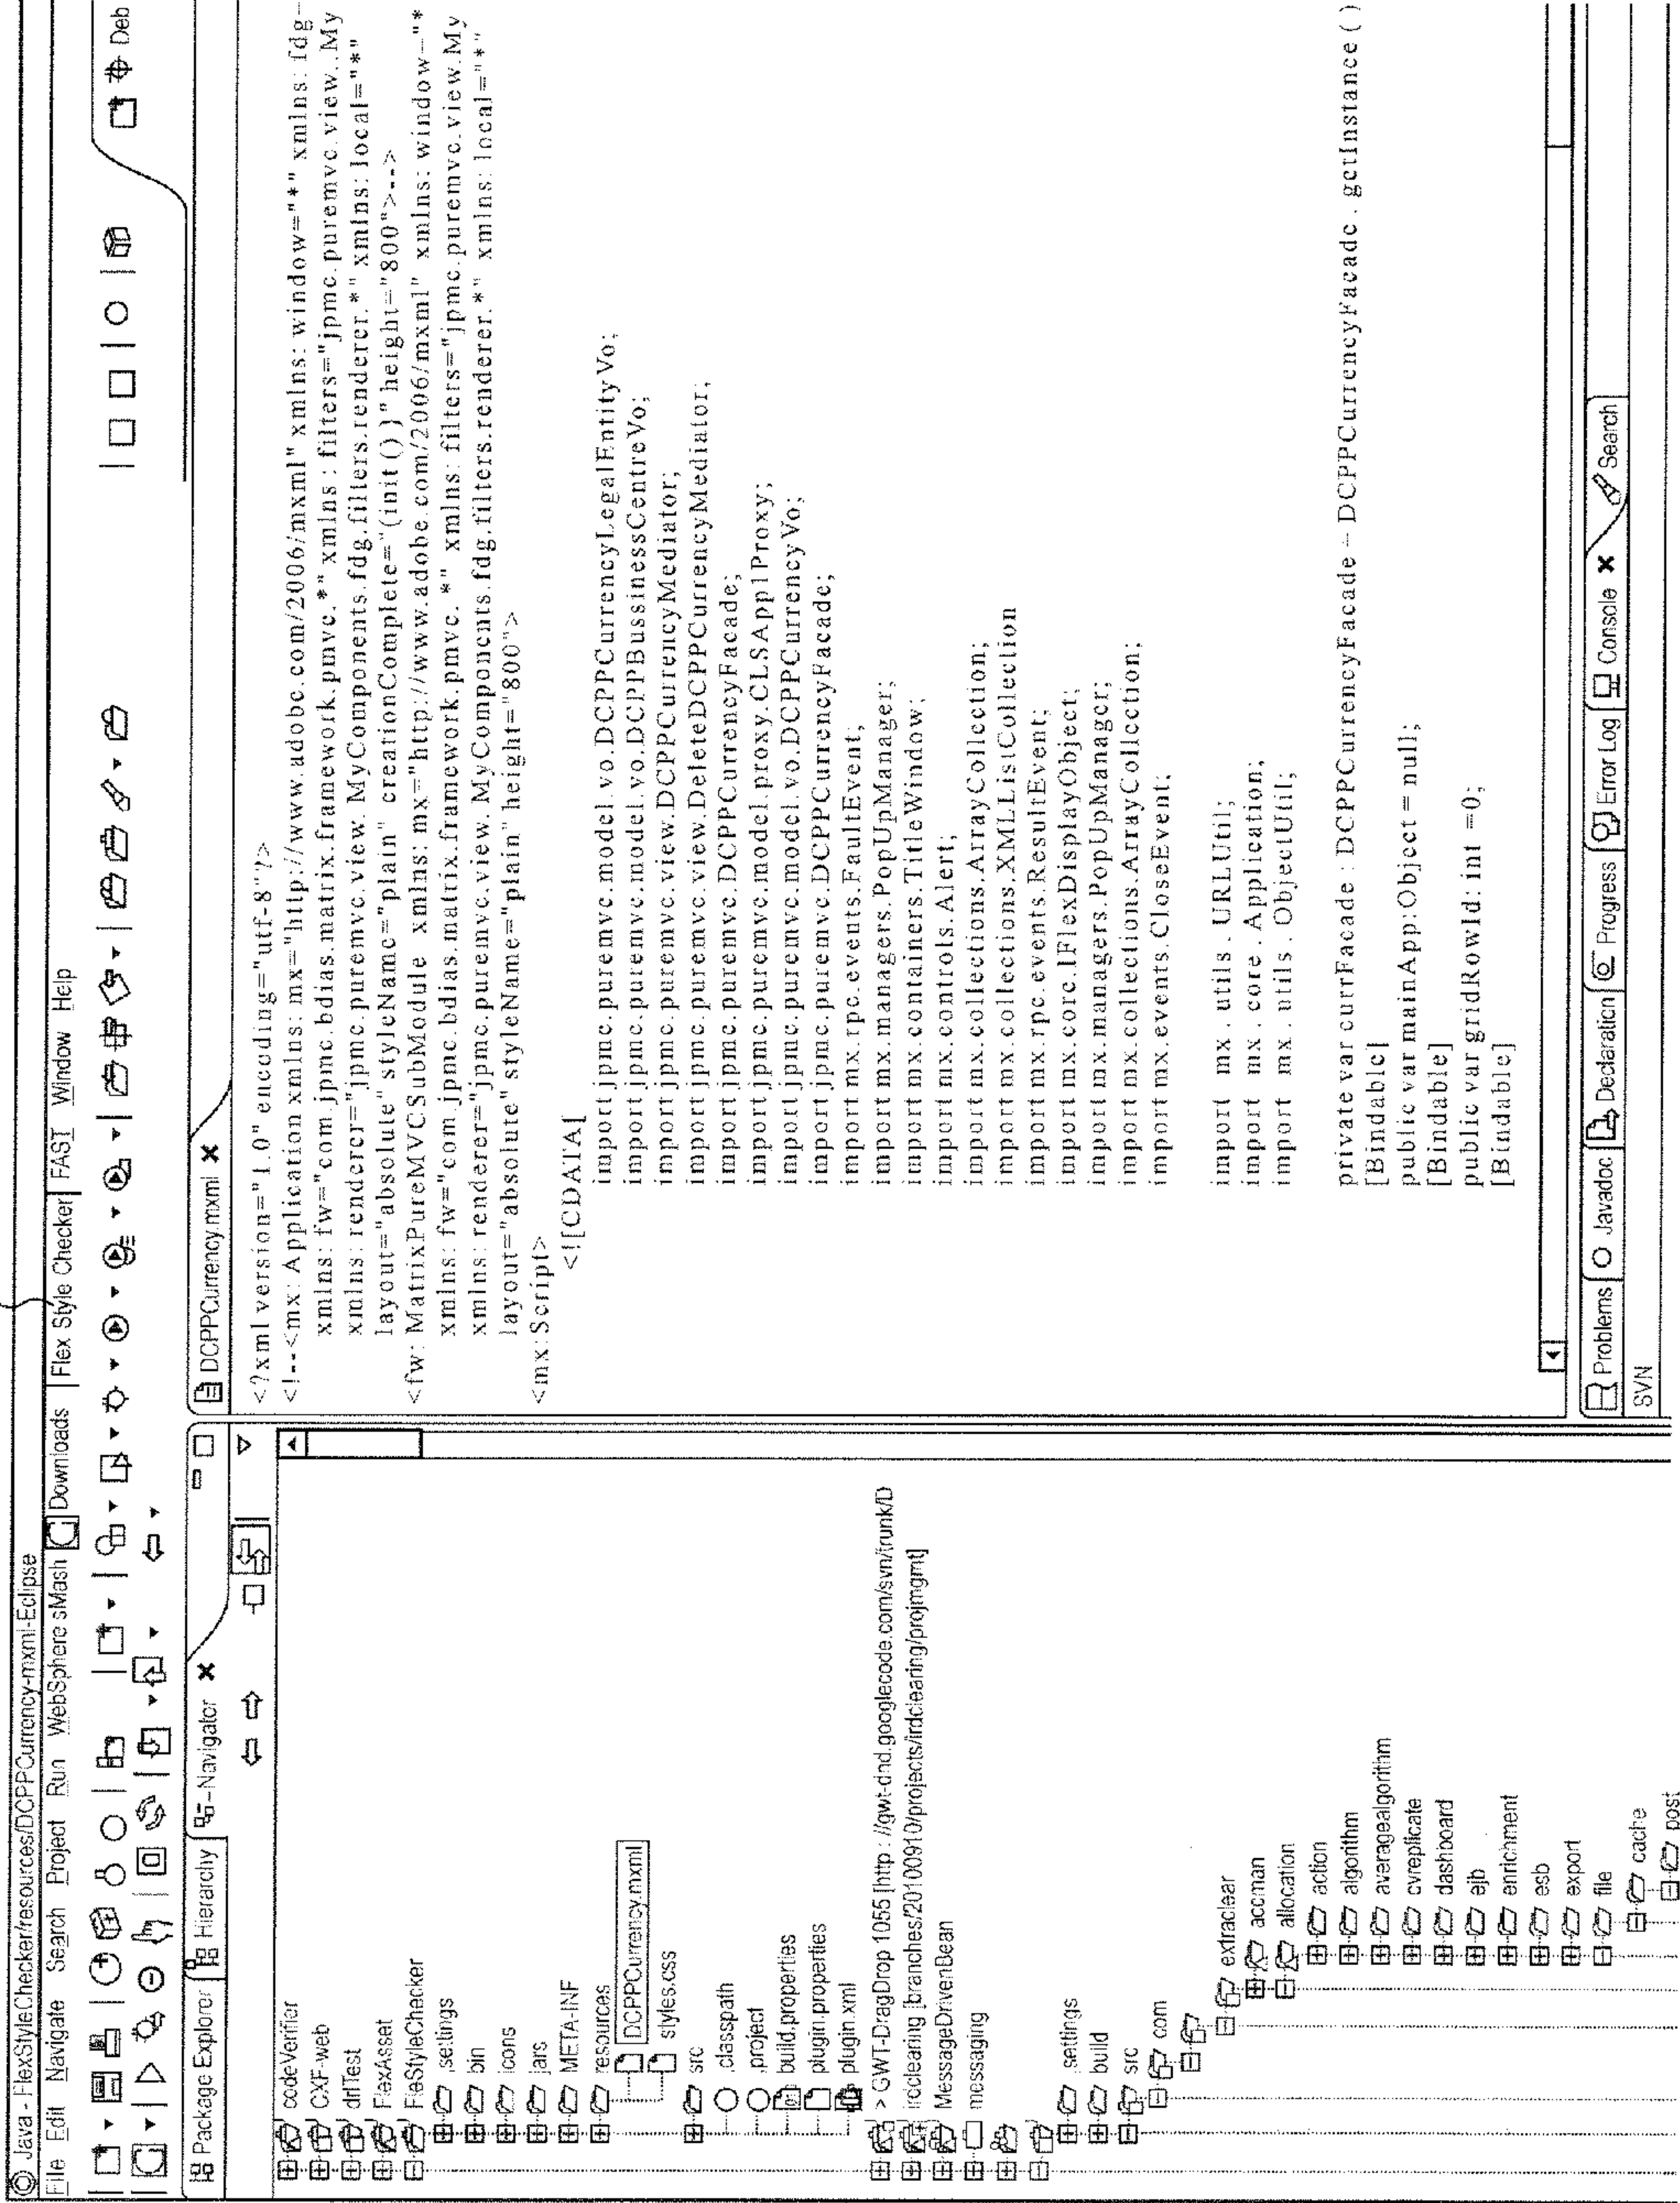 Java - FlexStyleChecker/resources/DCPPCurrency-mxml-Eclipse
File Edit Navigate Search Project Run WebSphere sMash Downloads Flex Style Checker FAST Window Help
Deb
Package Explorer Hierarchy Navigator
codeVerifier
CXF-web
drlTest
FlexAsset
FleStyleChecker
.settings
bin
icons
jars
META-INF
resources
DCPPCurrency.mxml
styles.css
src
.classpath
.project
build.properties
plugin.properties
plugin.xml
> GWT-DragDrop 1055 [http : //gwt-dnd.googlecode.com/svn/trunk/D
irdclearing [branches/20100910/projects/irdclearing/projmgmt]
MessageDrivenBean
messaging
.settings
build
src
com
extraclear
accman
allocation
action
algorithm
averagealgorithm
cvreplicate
dashboard
ejb
enrichment
esb
export
file
cache
post
DCPPCurrency.mxml
<?xml version="1.0" encoding="utf-8"?>
<!--<mx: Application xmlns: mx="http://www.adobe.com/2006/mxml" xmlns: window="*" xmlns: fdg-
xmlns: fw="com.jpmc.bdias.matrix.framework.pmvc.*" xmlns : filters="jpmc.puremvc.view..My
xmlns: renderer="jpmc.puremvc.view. MyComponents.fdg.filters.renderer.*" xmlns: local="*"
layout="absolute" styleName="plain" creationComplete="(init() }" height="800">-->
<fw: MatrixPureMVCSubModule xmlns: mx="http://www.adobe.com/2006/mxml" xmlns: window="*
xmlns: fw="com.jpmc.bdias.matrix.framework.pmvc. *" xmlns: filters="jpmc.puremvc.view.My
xmlns: renderer="jpmc.puremvc.view. MyComponents.fdg.filters.renderer.*" xmlns: local="*"
layout="absolute" styleName="plain" height="800">
<mx:Script>
<![CDATA[
import jpmc.puremvc.model.vo.DCPPCurrencyLegalEntityVo;
import jpmc.puremvc.model.vo.DCPPBussinessCentreVo;
import jpmc.puremvc.view.DCPPCurrencyMediator;
import jpmc.puremvc.view.DeleteDCPPCurrencyMediator;
import jpmc.puremvc.DCPPCurrencyFacade;
import jpmc.puremvc.model.proxy.CLSApplProxy;
import jpmc.puremvc.model.vo.DCPPCurrencyVo;
import jpmc.puremvc.DCPPCurrencyFacade;
import mx.rpc.events.FaultEvent;
import mx.managers.PopUpManager;
import mx.containers.TitleWindow;
import mx.controls.Alert;
import mx.collections.ArrayCollection;
import mx.collections.XMLListCollection
import mx.rpc.events.ResultEvent;
import mx.core.IFlexDisplayObject;
import mx.managers.PopUpManager;
import mx.collections.ArrayCollection;
import mx.events.CloseEvent;
import mx . utils . URLUtil;
import mx . core . Application;
import mx . utils . ObjectUtil;
private var currFacade : DCPPCurrencyFacade = DCPPCurrencyFacade . getInstance ( )
[Bindable]
public var mainApp:Object = null;
[Bindable]
public var gridRowId: int =0;
[Bindable]
Problems Javadoc Declaration Progress Error Log Console Search
SVN